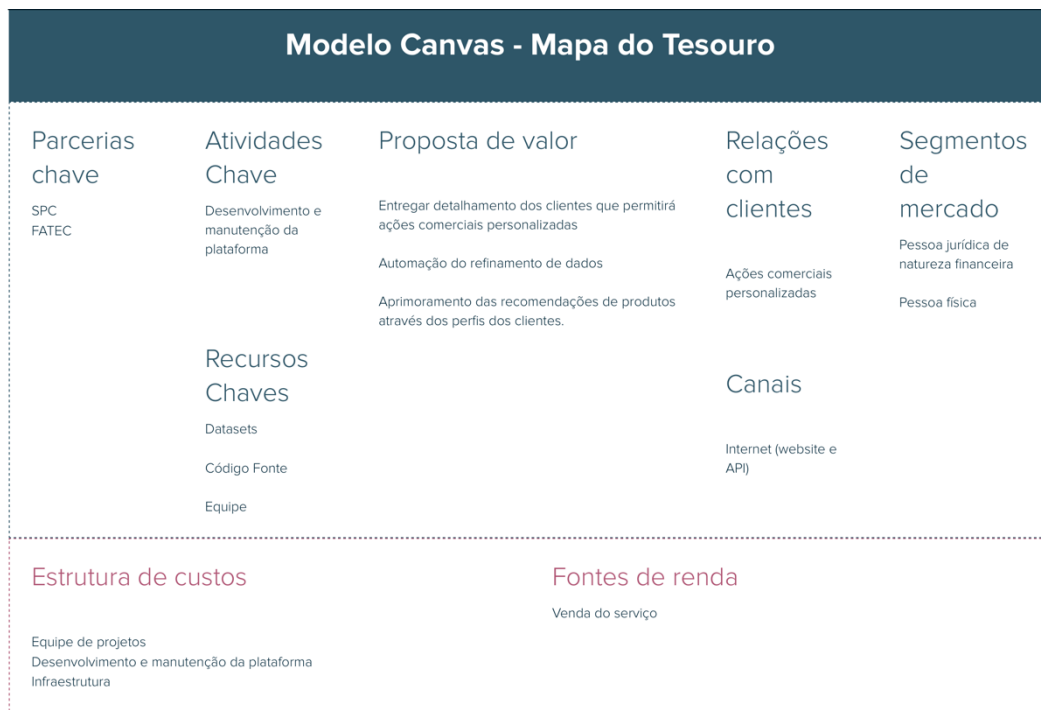 Modelo Canvas - Mapa do Tesouro
Parcerias
chave
SPC
FATEC
Atividades
Chave
Desenvolvimento e
manutenção da
plataforma
Recursos
Chaves
Datasets
Código Fonte
Equipe
Proposta de valor
Entregar detalhamento dos clientes que permitirá
ações comerciais personalizadas
Automação do refinamento de dados
Aprimoramento das recomendações de produtos
através dos perfis dos clientes.
Relações
com
clientes
Ações comerciais
personalizadas
Canais
Internet (website e
API)
Segmentos
de
mercado
Pessoa jurídica de
natureza financeira
Pessoa física
Estrutura de custos
Equipe de projetos
Desenvolvimento e manutenção da plataforma
Infraestrutura
Fontes de renda
Venda do serviço